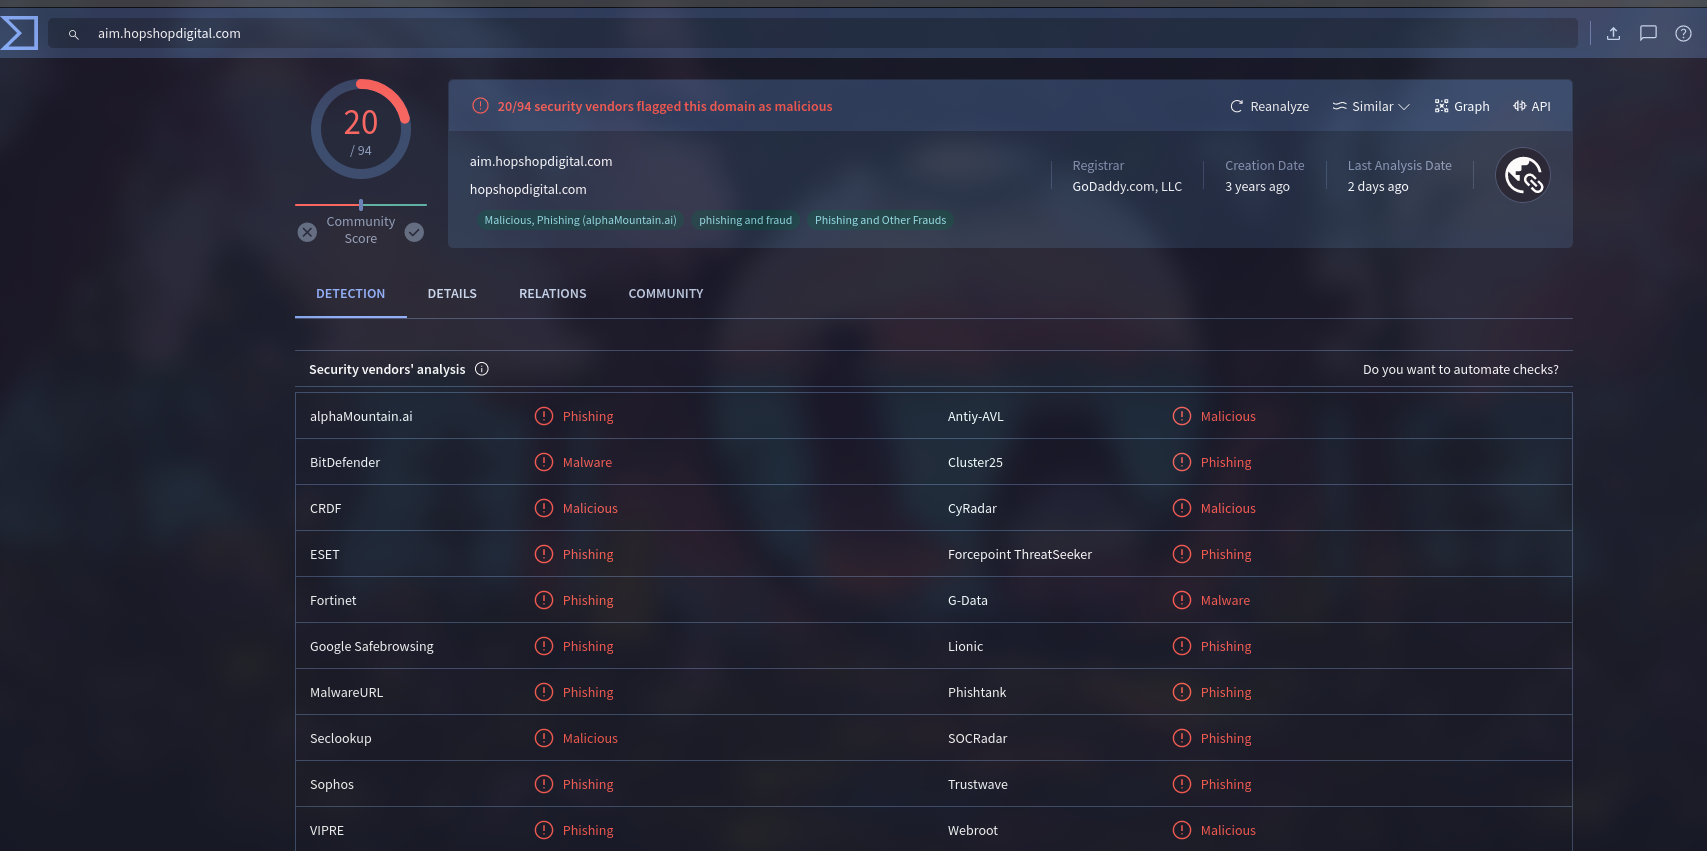 aim.hopshopdigital.com
20
/ 94
Community
Score
20/94 security vendors flagged this domain as malicious
Reanalyze
Similar
Graph
API
aim.hopshopdigital.com
hopshopdigital.com
Malicious, Phishing (alphaMountain.ai) phishing and fraud Phishing and Other Frauds
Registrar
GoDaddy.com, LLC
Creation Date
3 years ago
Last Analysis Date
2 days ago
DETECTION DETAILS RELATIONS COMMUNITY
Security vendors' analysis
Do you want to automate checks?
alphaMountain.ai Phishing Antiy-AVL Malicious
BitDefender Malware Cluster25 Phishing
CRDF Malicious CyRadar Malicious
ESET Phishing Forcepoint ThreatSeeker Phishing
Fortinet Phishing G-Data Malware
Google Safebrowsing Phishing Lionic Phishing
MalwareURL Phishing Phishtank Phishing
Seclookup Malicious SOCRadar Phishing
Sophos Phishing Trustwave Phishing
VIPRE Phishing Webroot Malicious